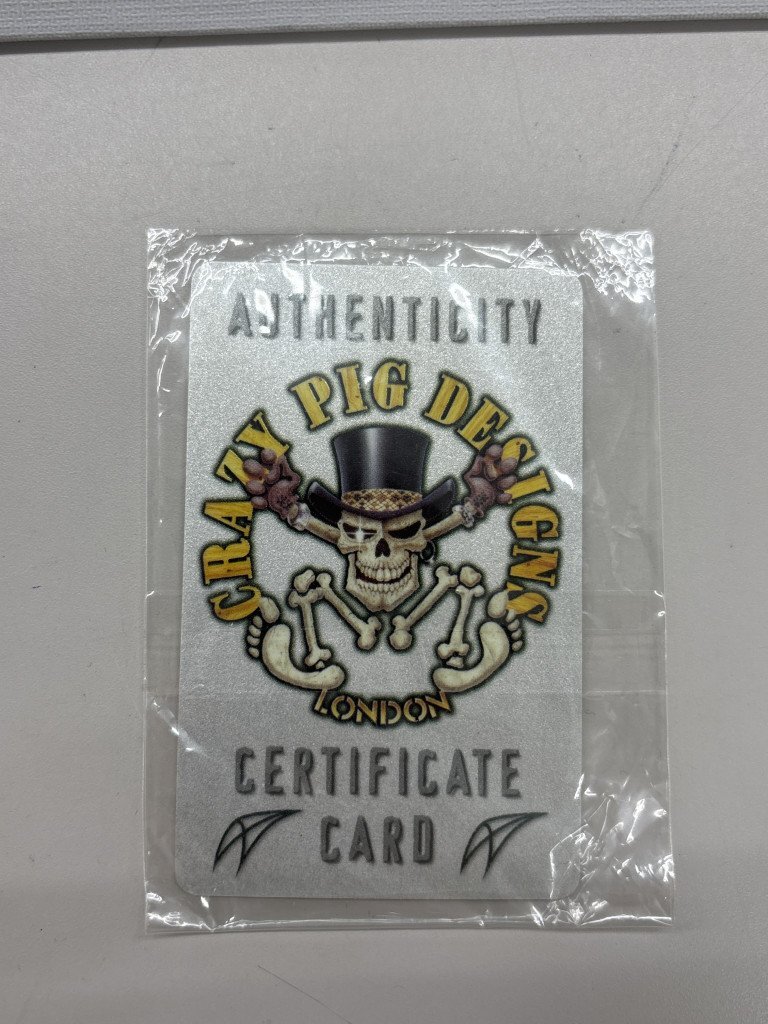 AUTHENTICITY
CRAZY PIG DESIGNS
LONDON
CERTIFICATE
CARD